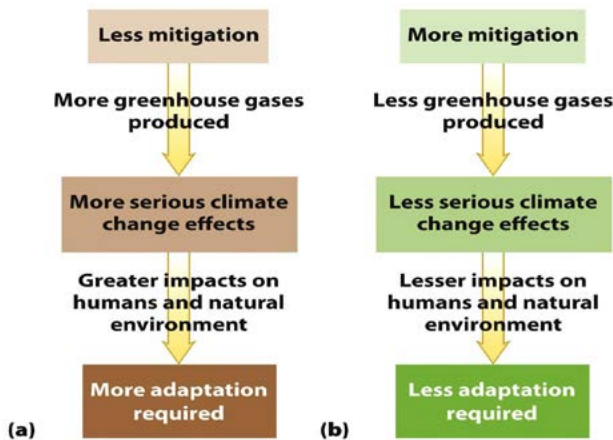 Less mitigation
More greenhouse gases
produced
More serious climate
change effects
Greater impacts on
humans and natural
environment
More adaptation
required
(a)
More mitigation
Less greenhouse gases
produced
Less serious climate
change effects
Lesser impacts on
humans and natural
environment
Less adaptation
required
(b)